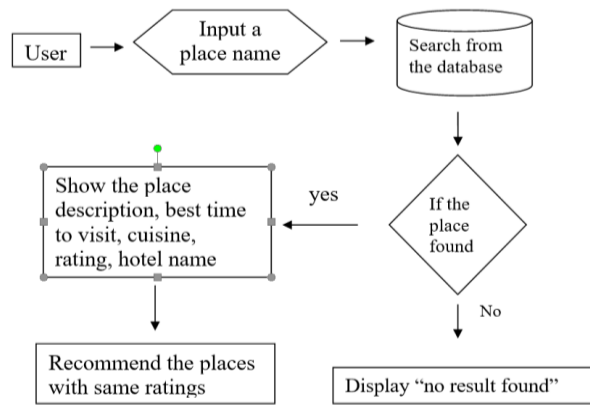 User
Input a
place name
Search from
the database
If the
place
found
yes
Show the place
description, best time
to visit, cuisine,
rating, hotel name
Recommend the places
with same ratings
No
Display “no result found”